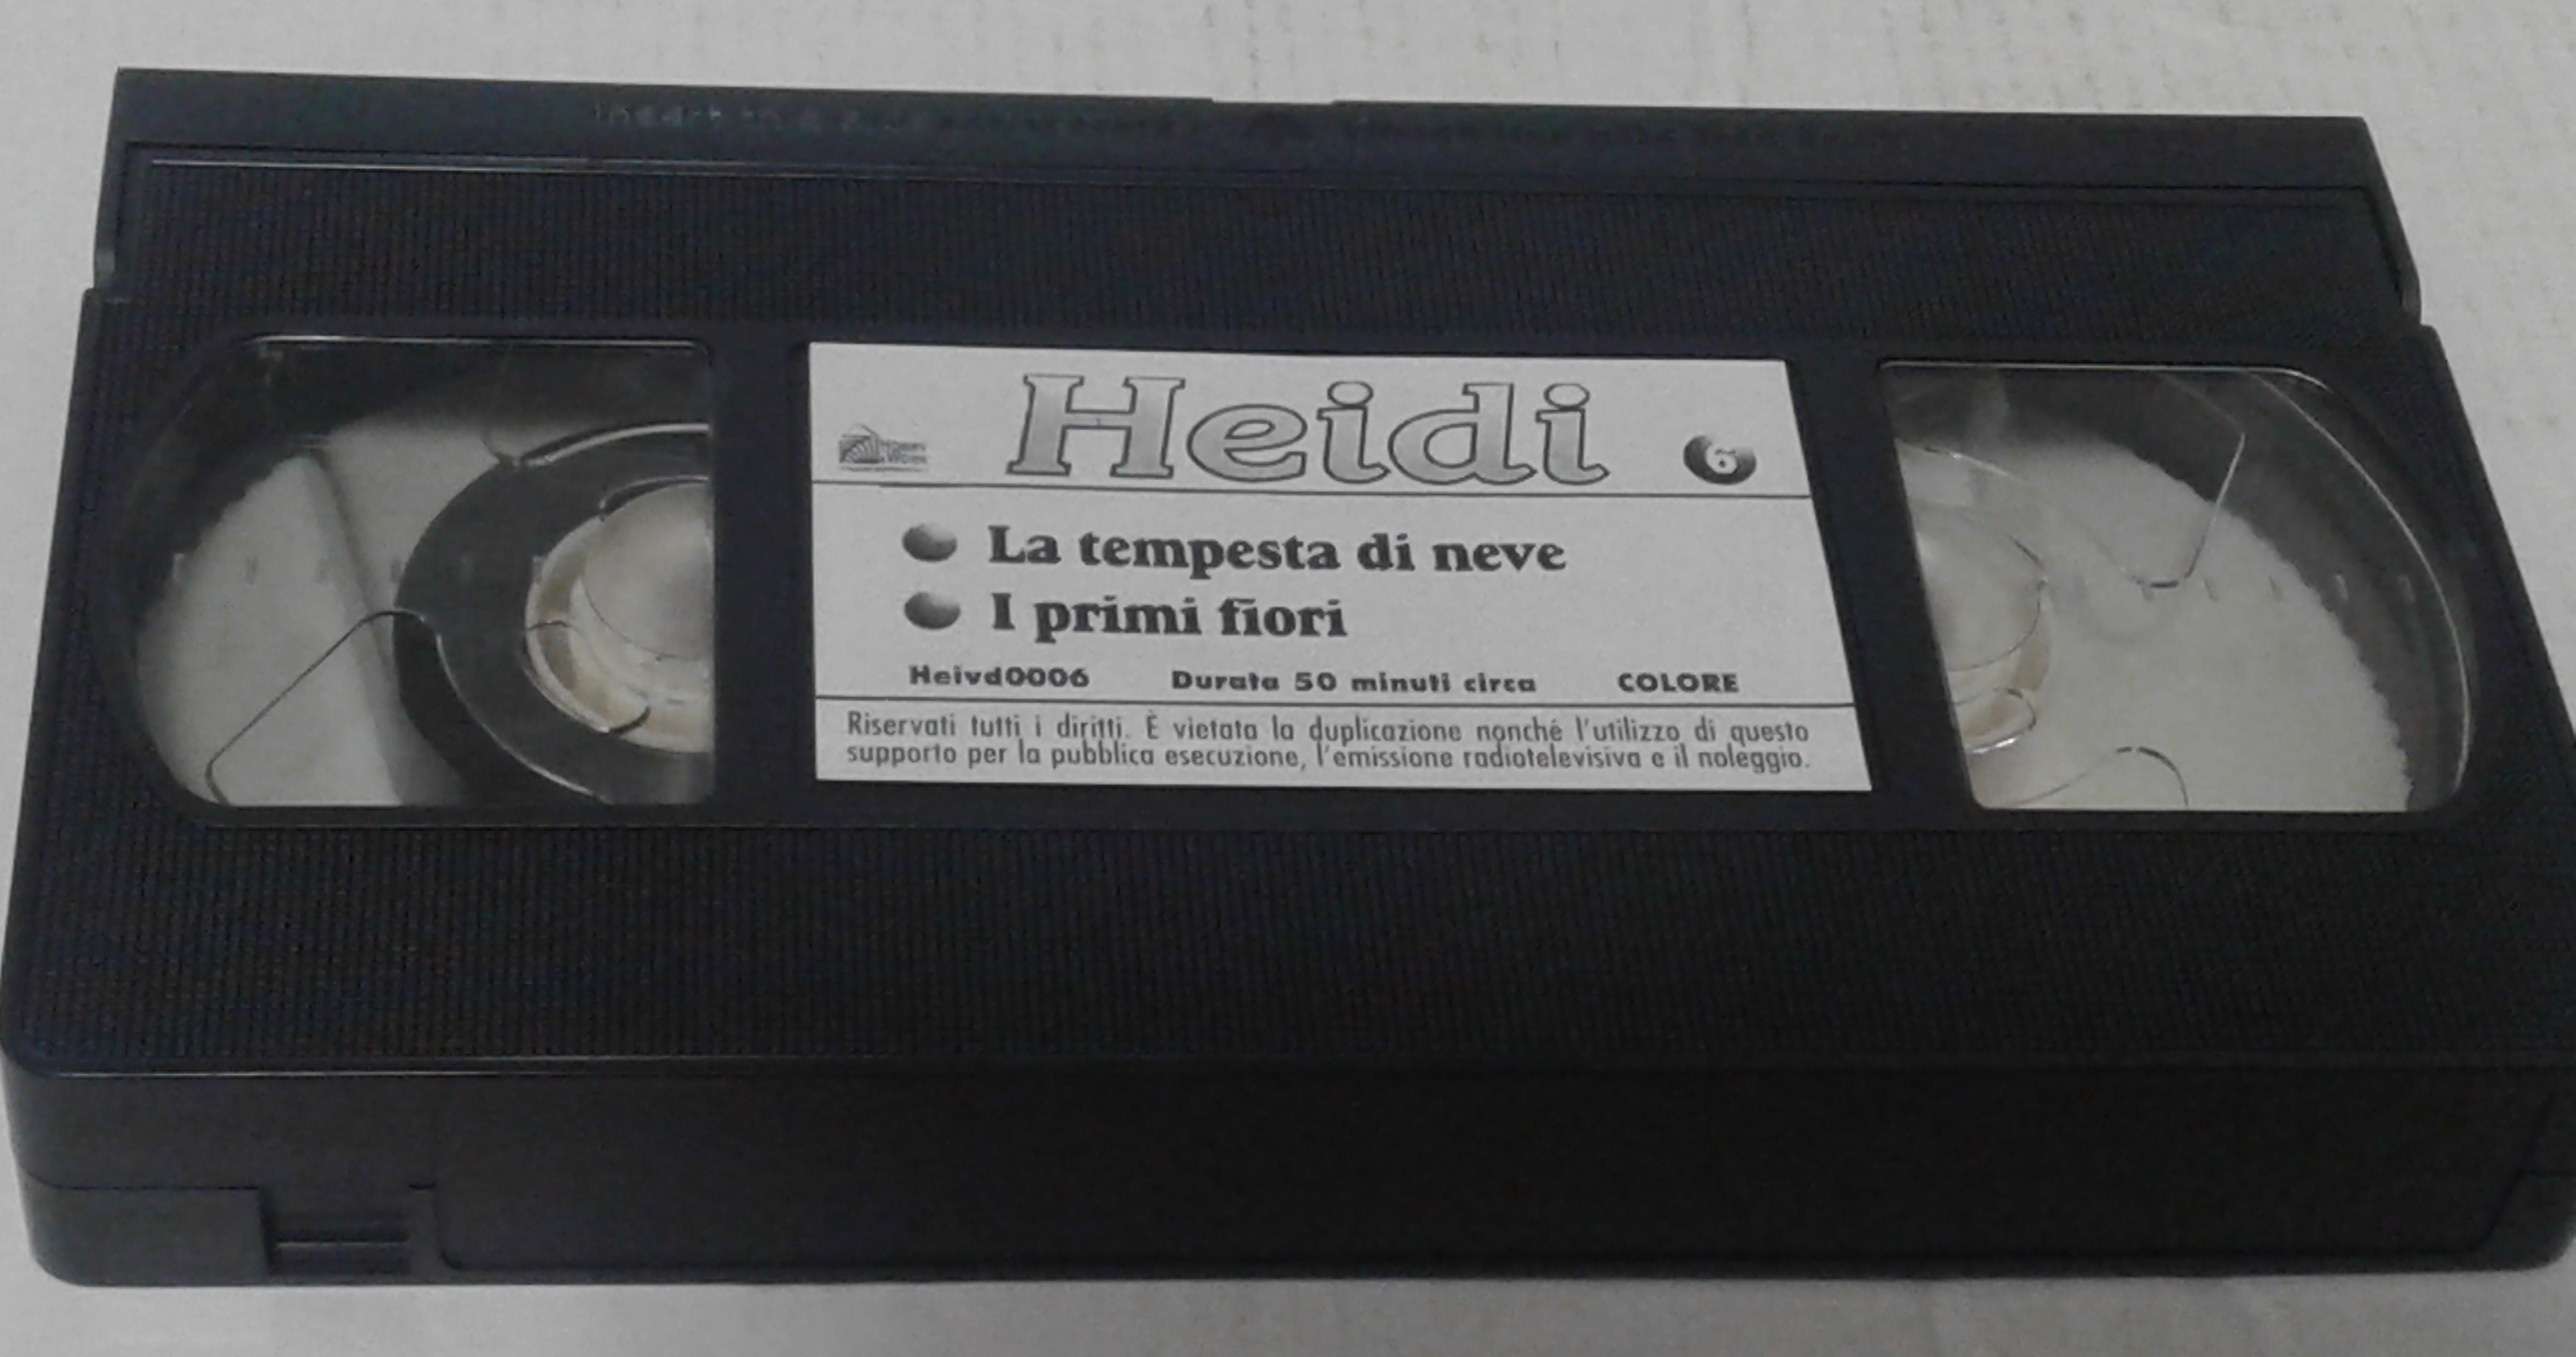 Heidi
6
La tempesta di neve
I primi fiori
Heivd0006 Durata 50 minuti circa COLORE
Riservati tutti i diritti. È vietata la duplicazione nonché l'utilizzo di questo
supporto per la pubblica esecuzione, l'emissione radiotelevisiva e il noleggio.